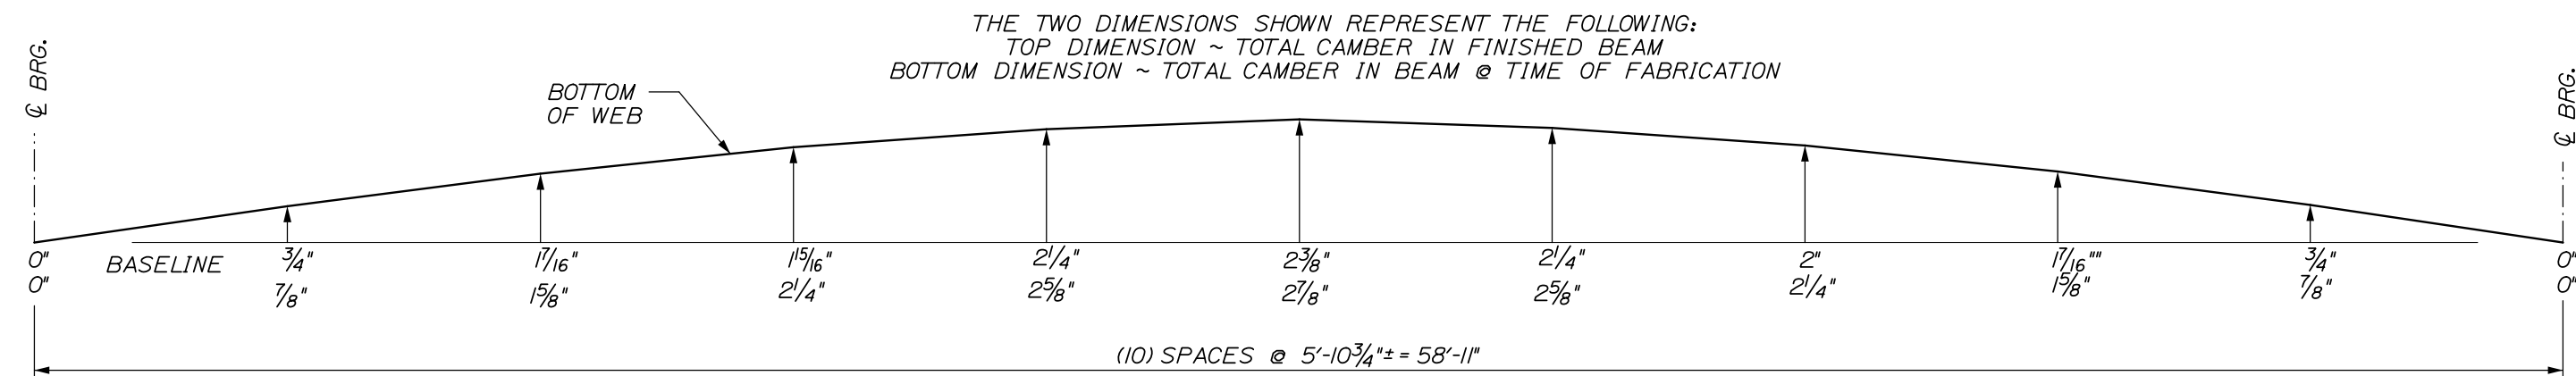 THE TWO DIMENSIONS SHOWN REPRESENT THE FOLLOWING:
TOP DIMENSION ~ TOTAL CAMBER IN FINISHED BEAM
BOTTOM DIMENSION ~ TOTAL CAMBER IN BEAM @ TIME OF FABRICATION
℄ BRG.
BOTTOM
OF WEB
℄ BRG.
0" BASELINE 3/4" 1 7/16" 1 15/16" 2 1/4" 2 3/8" 2 1/4" 2" 1 7/16"" 3/4" 0"
0" 7/8" 1 5/8" 2 1/4" 2 5/8" 2 7/8" 2 5/8" 2 1/4" 1 5/8" 7/8" 0"
(10) SPACES @ 5'-10 3/4"± = 58'-11"